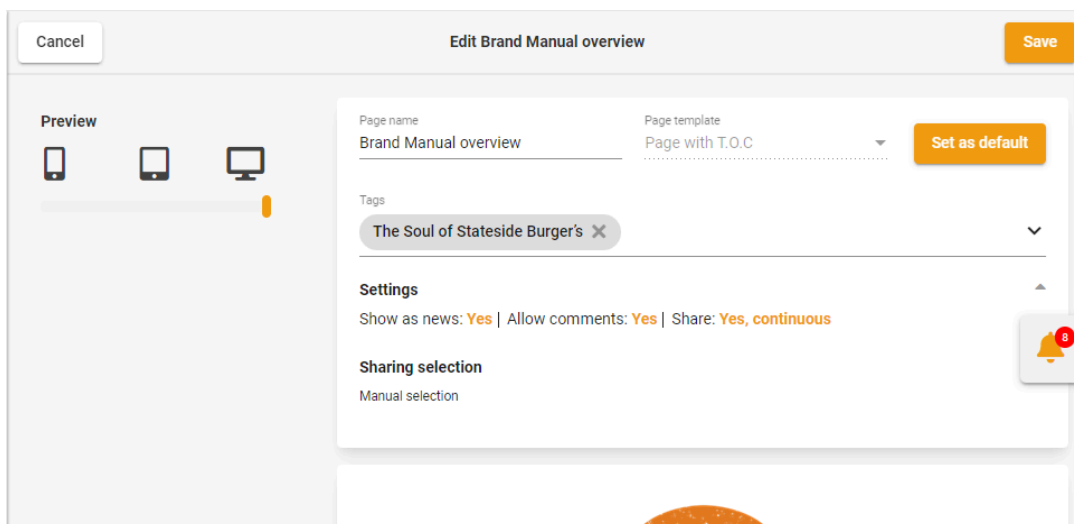 Cancel
Edit Brand Manual overview
Save
Preview
Page name
Brand Manual overview
Page template
Page with T.O.C
Set as default
Tags
The Soul of Stateside Burger's
Settings
Show as news: Yes | Allow comments: Yes | Share: Yes, continuous
8
Sharing selection
Manual selection